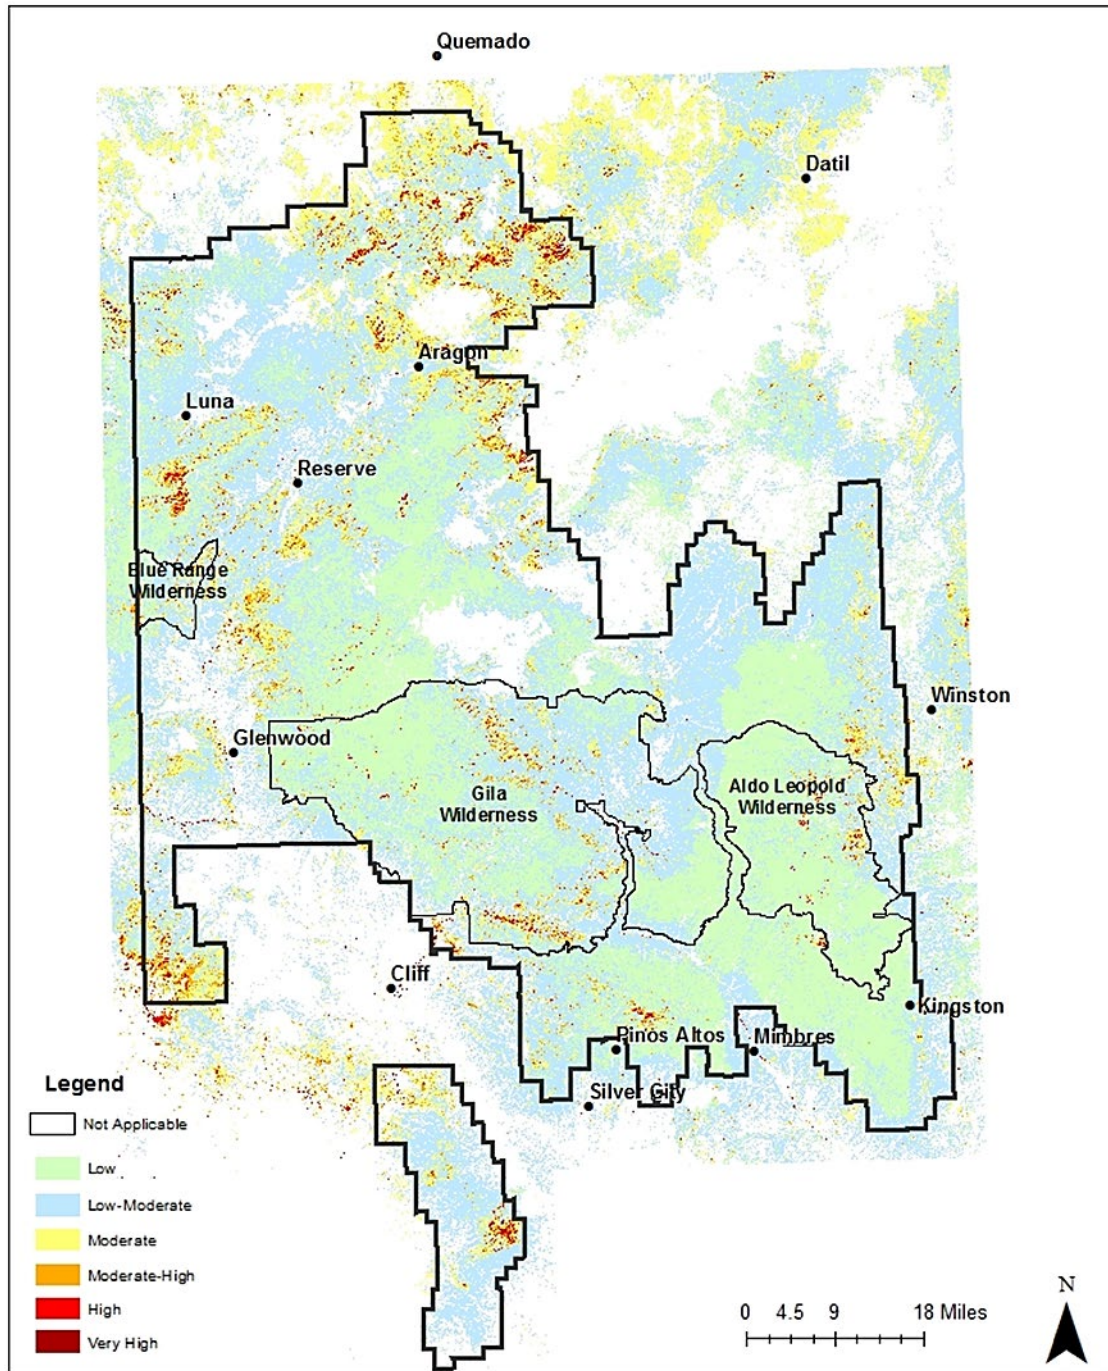 Quemado
Datil
Aragon
Luna
Reserve
Blue Range
Wilderness
Winston
Glenwood
Gila
Wilderness
Aldo Leopold
Wilderness
Cliff
Kingston
Pinos Altos
Mimbres
Silver City
Legend
Not Applicable
Low
Low-Moderate
Moderate
Moderate-High
High
Very High
0 4.5 9 18 Miles
N